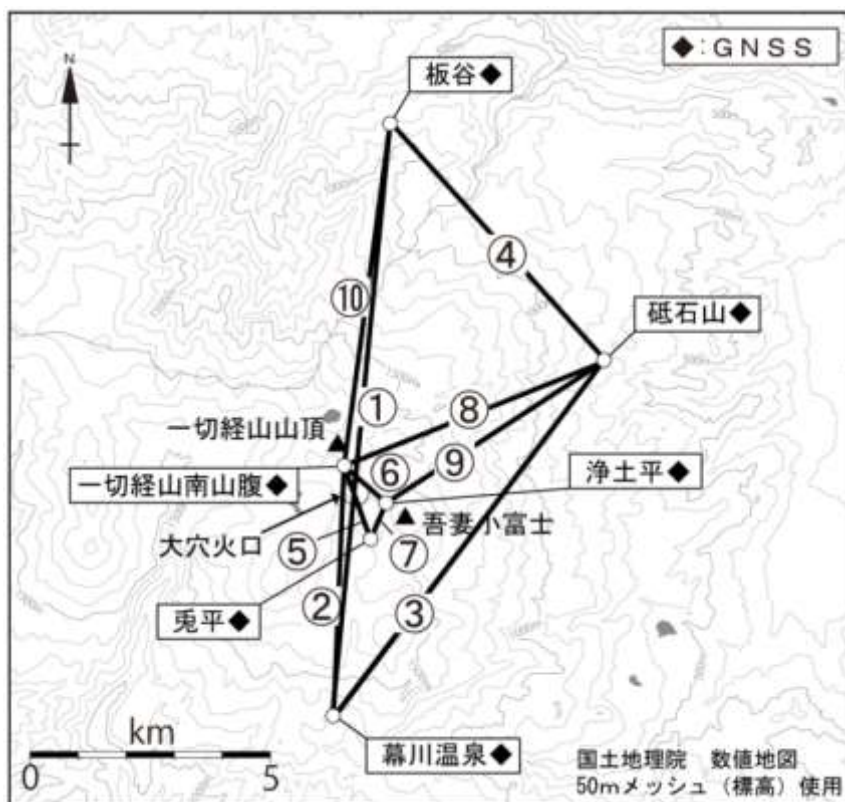 ◆:GNSS
板谷◆
N
④
⑩
砥石山◆
①
⑧
一切経山山頂
⑨
⑥
浄土平◆
一切経山南山腹◆
吾妻小富士
大穴火口
⑤
⑦
②
③
兎平◆
km
0 5
幕川温泉◆
国土地理院 数値地図
50mメッシュ（標高）使用